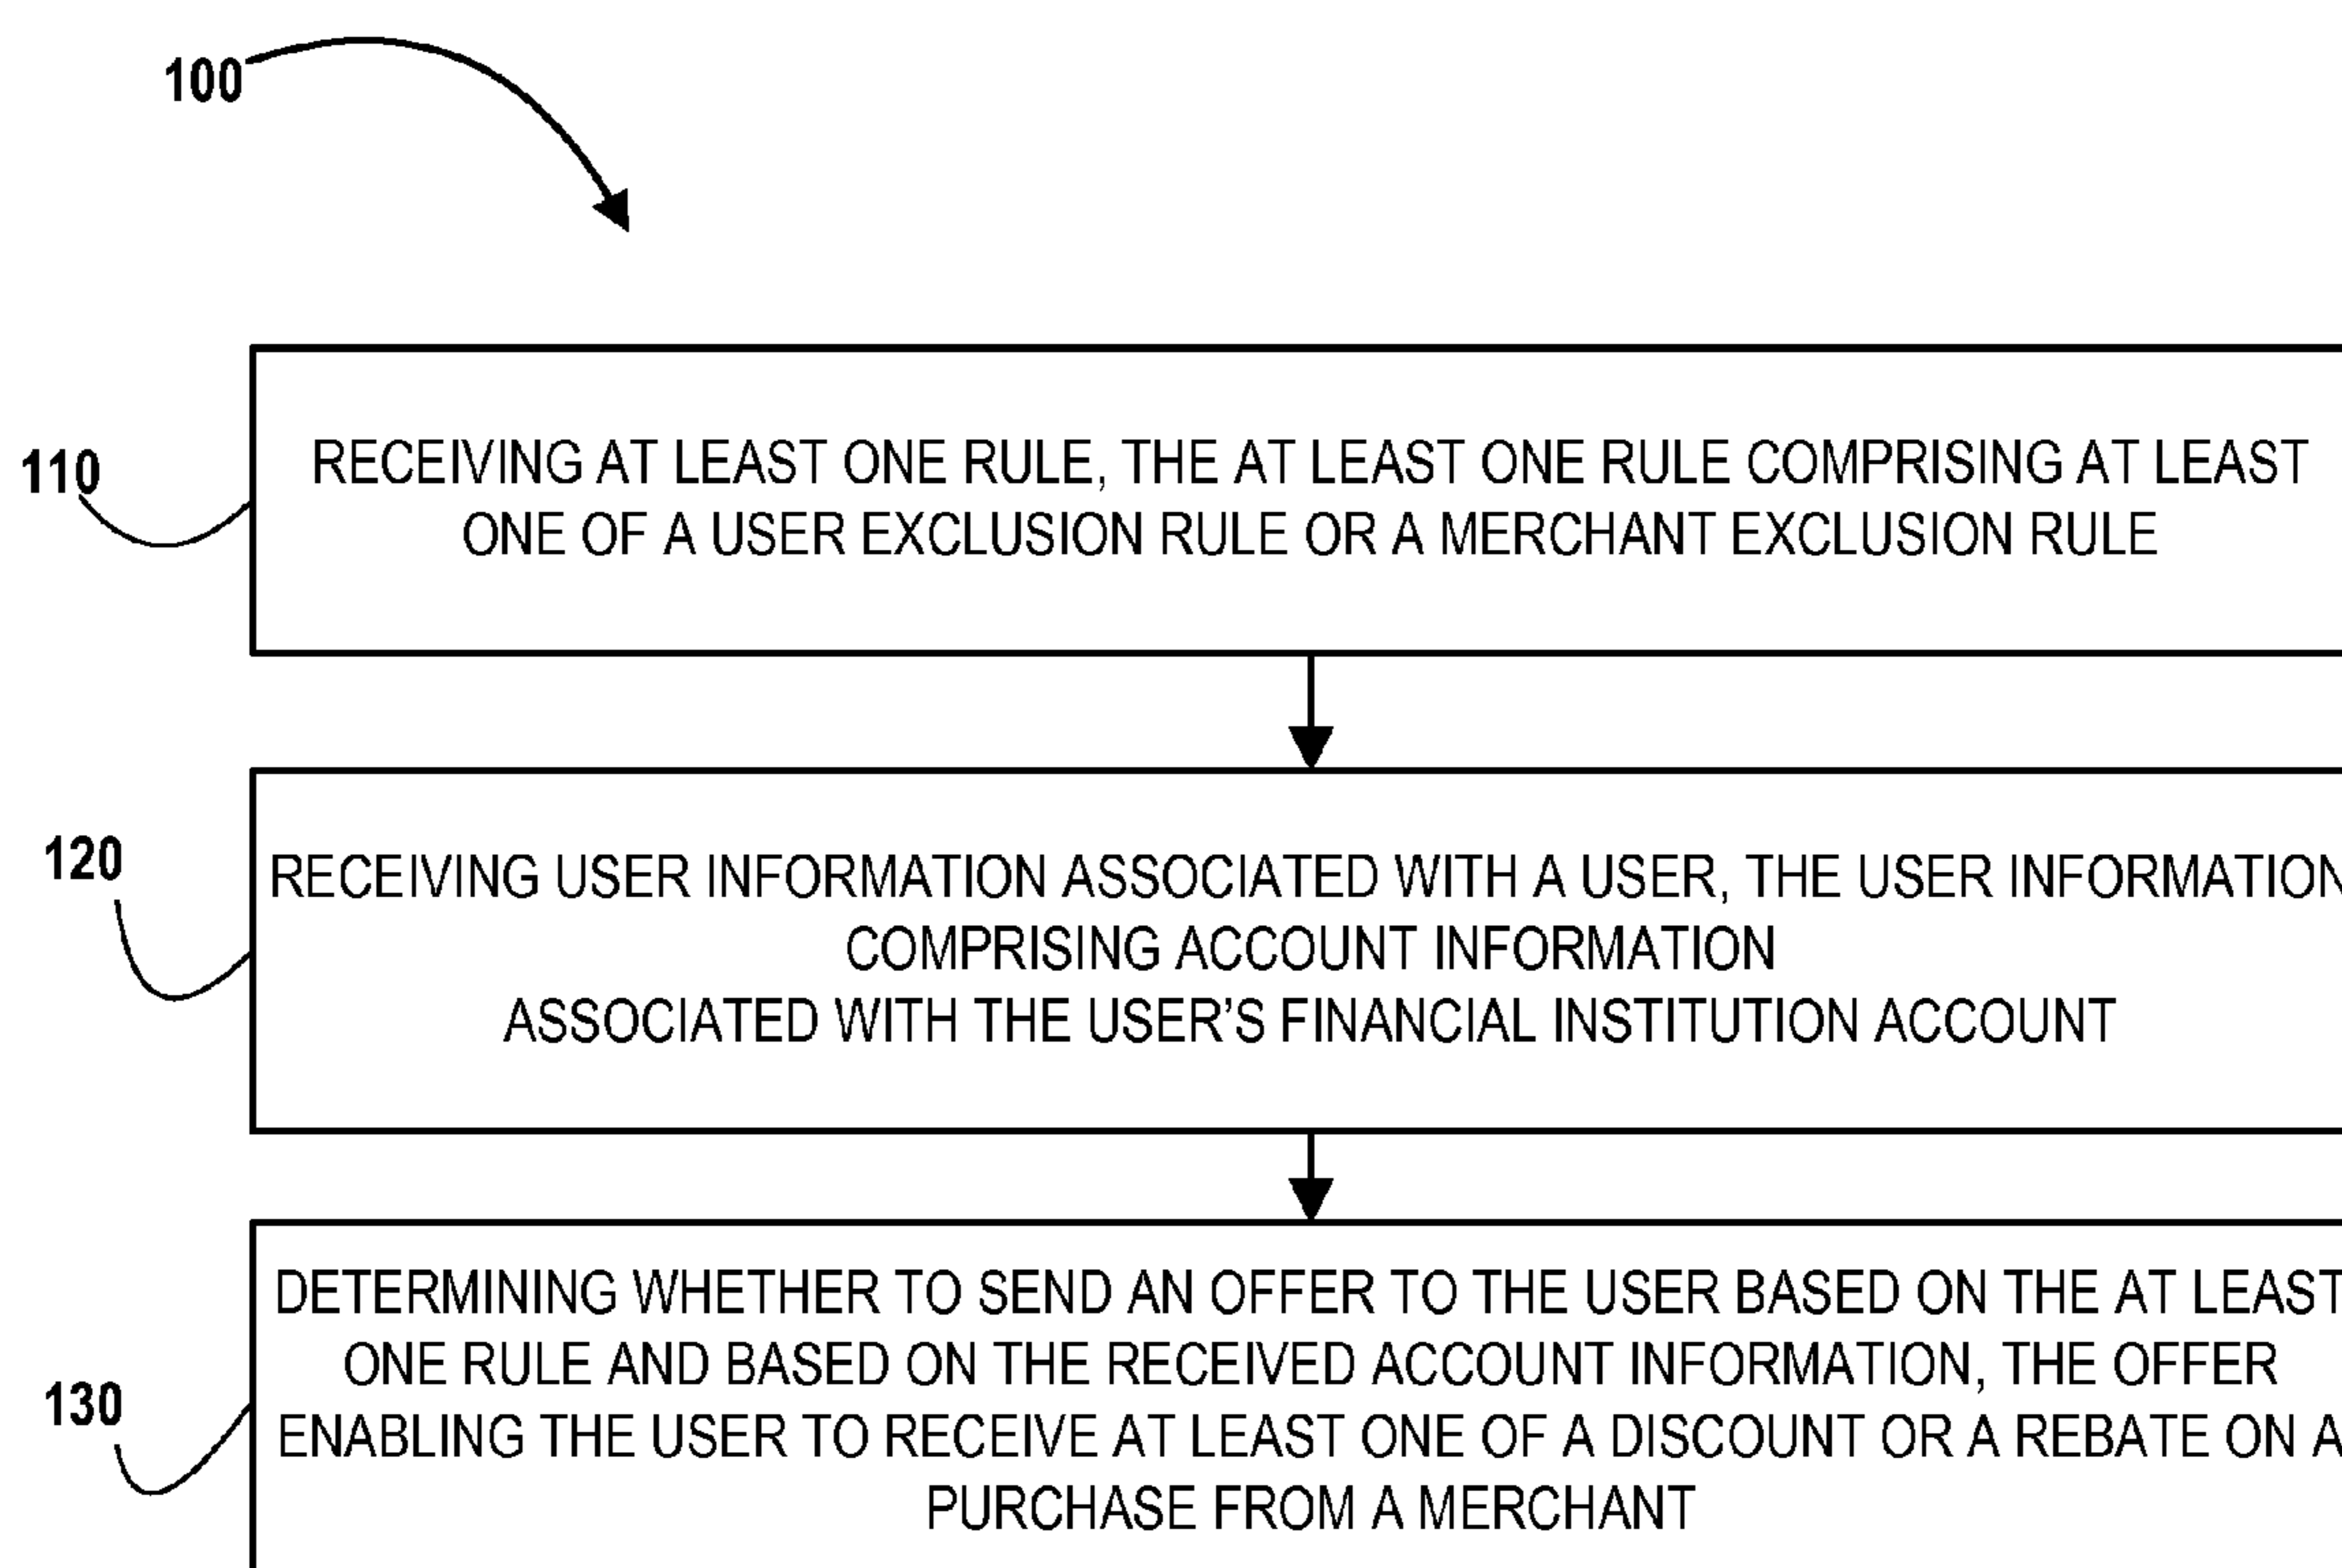 100
110
RECEIVING AT LEAST ONE RULE, THE AT LEAST ONE RULE COMPRISING AT LEAST
ONE OF A USER EXCLUSION RULE OR A MERCHANT EXCLUSION RULE
120
RECEIVING USER INFORMATION ASSOCIATED WITH A USER, THE USER INFORMATION
COMPRISING ACCOUNT INFORMATION
ASSOCIATED WITH THE USER’S FINANCIAL INSTITUTION ACCOUNT
130
DETERMINING WHETHER TO SEND AN OFFER TO THE USER BASED ON THE AT LEAST
ONE RULE AND BASED ON THE RECEIVED ACCOUNT INFORMATION, THE OFFER
ENABLING THE USER TO RECEIVE AT LEAST ONE OF A DISCOUNT OR A REBATE ON A
PURCHASE FROM A MERCHANT